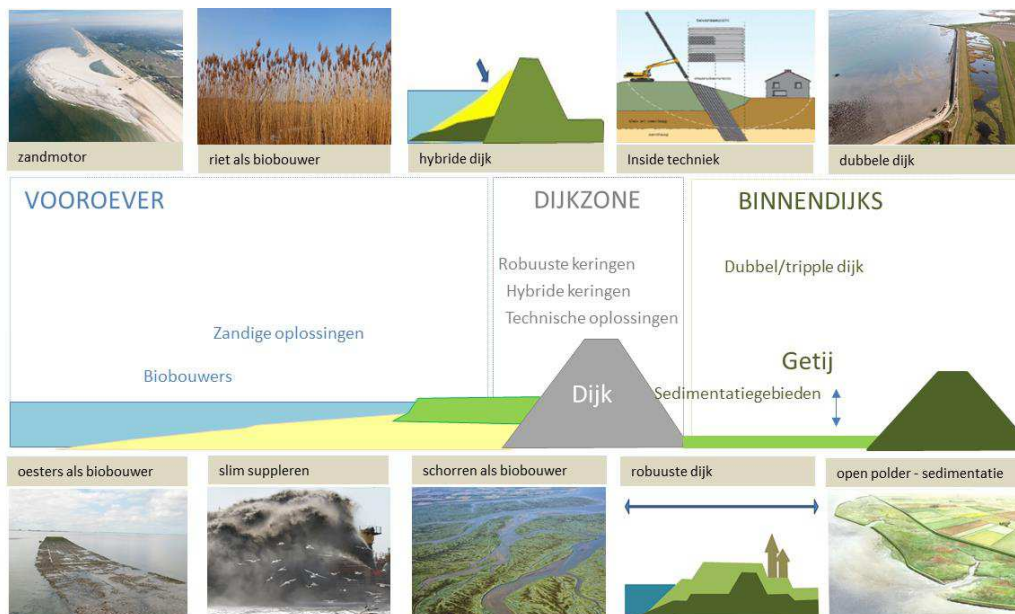 zandmotor
riet als biobouwer
hybride dijk
Inside techniek
dubbele dijk
VOOROEVER
DIJKZONE
BINNENDIJKS
Robuuste keringen
Hybride keringen
Technische oplossingen
Dubbel/tripple dijk
Zandige oplossingen
Biobouwers
Getij
Dijk
Sedimentatiegebieden
oesters als biobouwer
slim suppleren
schorren als biobouwer
robuuste dijk
open polder - sedimentatie